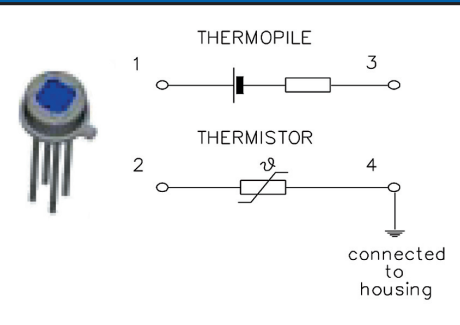 THERMOPILE
1
3
THERMISTOR
2
ϑ
4
connected
to
housing